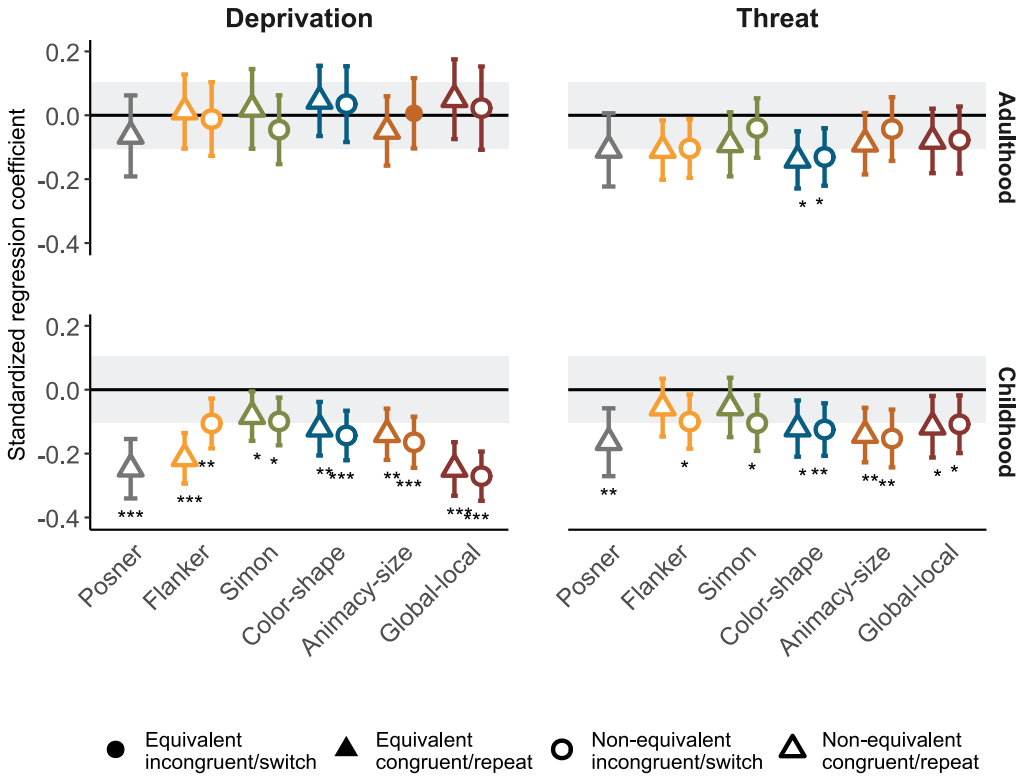 Deprivation
Threat
Standardized regression coefficient
0.2
0.0
-0.2
-0.4
Adulthood
* *
0.2
0.0
-0.2
-0.4
Childhood
*** *** ** * * ** *** ** *** *** ***
** * * * ** ** ** * *
Posner
Flanker
Simon
Color-shape
Animacy-size
Global-local
Posner
Flanker
Simon
Color-shape
Animacy-size
Global-local
Equivalent
incongruent/switch
Equivalent
congruent/repeat
Non-equivalent
incongruent/switch
Non-equivalent
congruent/repeat